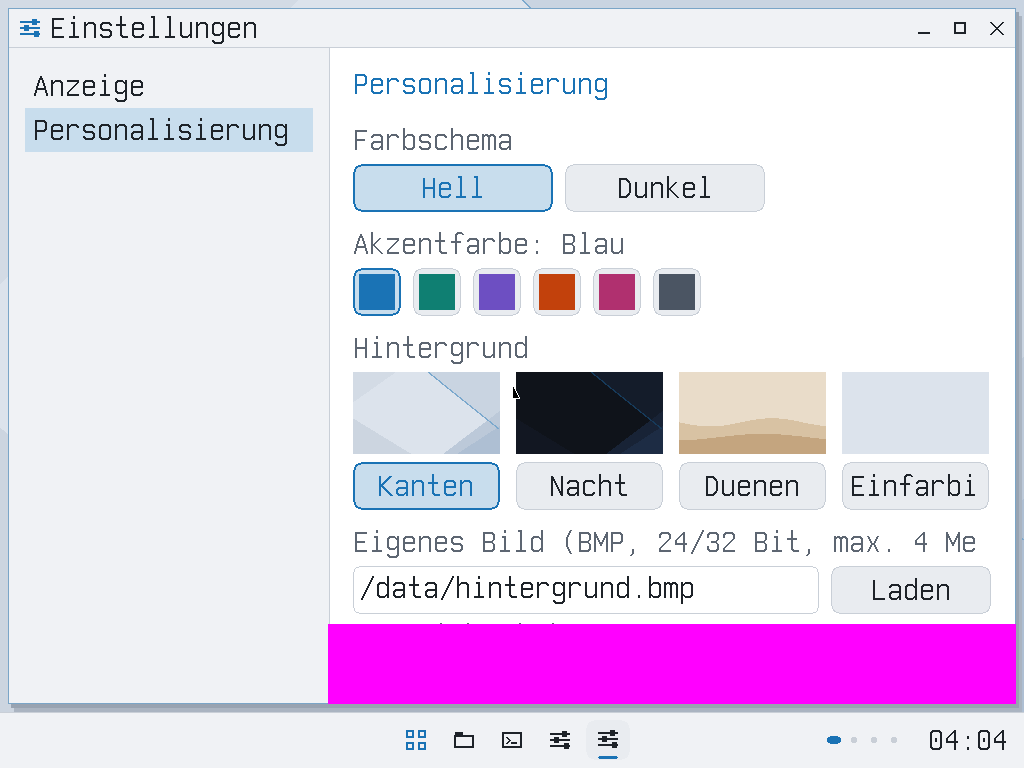 Einstellungen
Anzeige
Personalisierung
Personalisierung
Farbschema
Hell Dunkel
Akzentfarbe: Blau
Hintergrund
Kanten Nacht Duenen Einfarbi
Eigenes Bild (BMP, 24/32 Bit, max. 4 Me
/data/hintergrund.bmp Laden
04:04